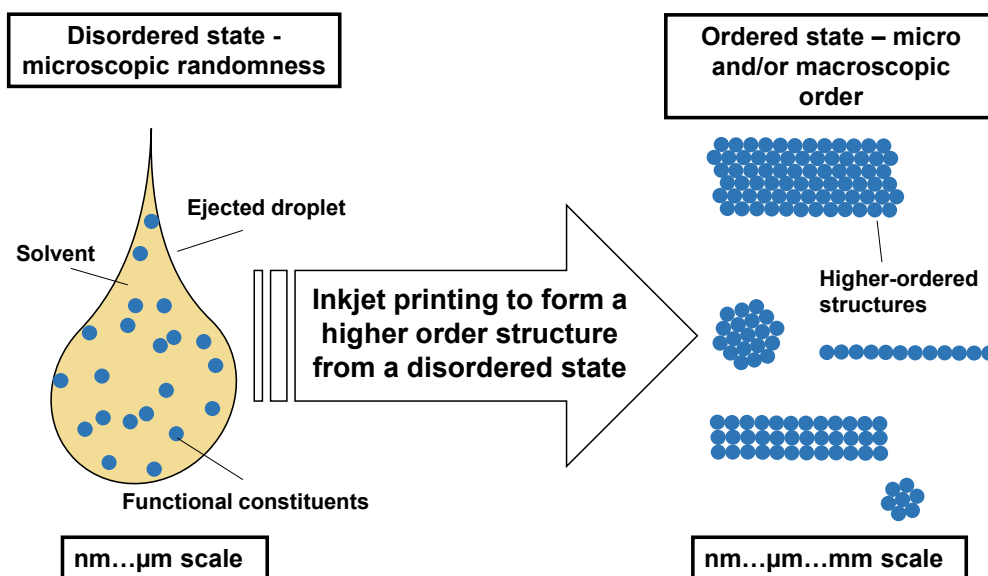 Disordered state -
microscopic randomness
Ejected droplet
Solvent
Functional constituents
nm…µm scale
Inkjet printing to form a
higher order structure
from a disordered state
Ordered state – micro
and/or macroscopic
order
Higher-ordered
structures
nm…µm…mm scale